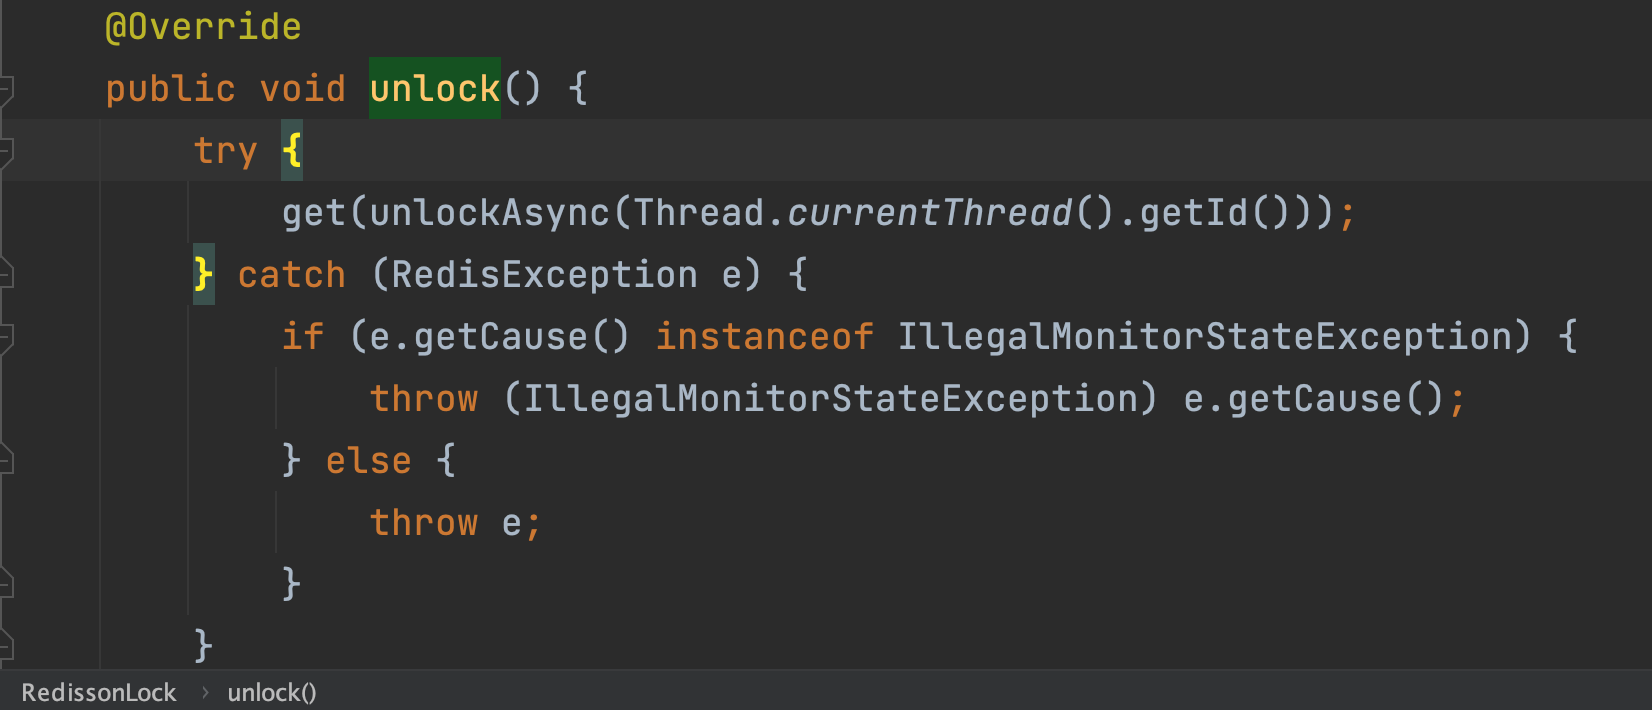 @Override
public void unlock() {
try {
get(unlockAsync(Thread.currentThread().getId()));
} catch (RedisException e) {
if (e.getCause() instanceof IllegalMonitorStateException) {
throw (IllegalMonitorStateException) e.getCause();
} else {
throw e;
}
}
RedissonLock › unlock()